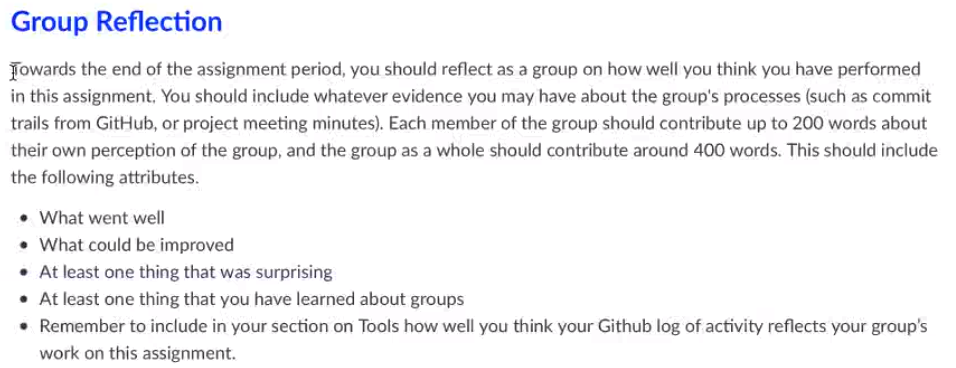 Group Reflection
Towards the end of the assignment period, you should reflect as a group on how well you think you have performed
in this assignment. You should include whatever evidence you may have about the group's processes (such as commit
trails from GitHub, or project meeting minutes). Each member of the group should contribute up to 200 words about
their own perception of the group, and the group as a whole should contribute around 400 words. This should include
the following attributes.
• What went well
• What could be improved
• At least one thing that was surprising
• At least one thing that you have learned about groups
• Remember to include in your section on Tools how well you think your Github log of activity reflects your group's
work on this assignment.